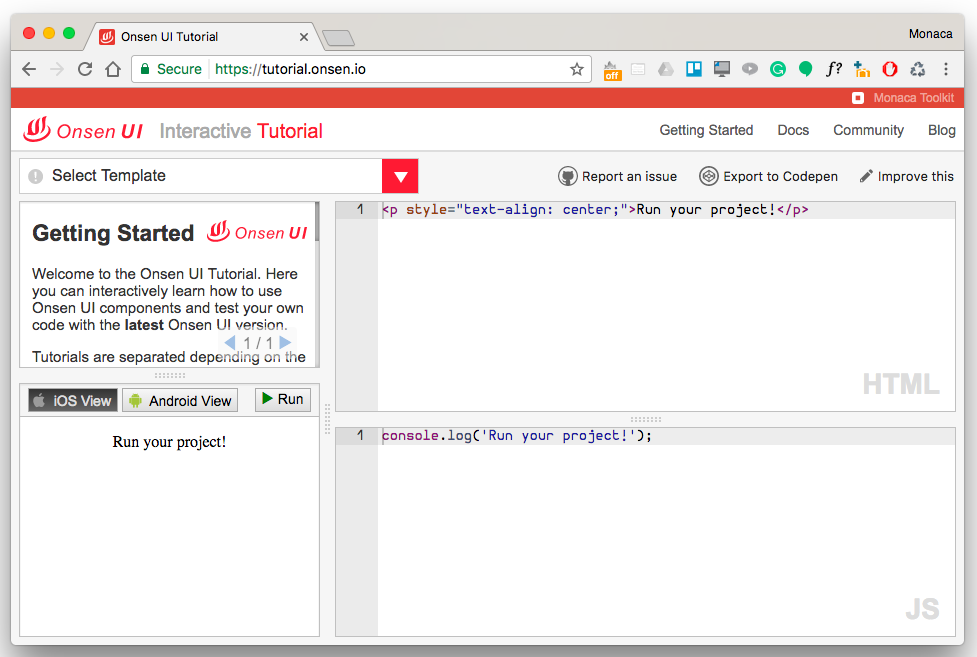 Onsen UI Tutorial
Monaca
Secure
https://tutorial.onsen.io
off
f?
Monaca Toolkit
Onsen UI Interactive Tutorial
Getting Started Docs Community Blog
Select Template
Report an issue Export to Codepen Improve this
Getting Started Onsen UI
Welcome to the Onsen UI Tutorial. Here
you can interactively learn how to use
Onsen UI components and test your own
code with the latest Onsen UI version.
1 / 1
Tutorials are separated depending on the
iOS View Android View Run
Run your project!
1 <p style="text-align: center;">Run your project!</p>
HTML
1 console.log('Run your project!');
JS